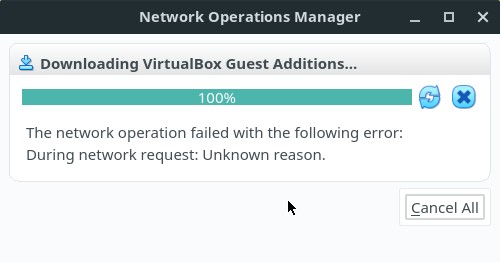 Network Operations Manager
Downloading VirtualBox Guest Additions...
100%
The network operation failed with the following error:
During network request: Unknown reason.
Cancel All